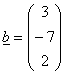 b = ( 3
- 7
2 )